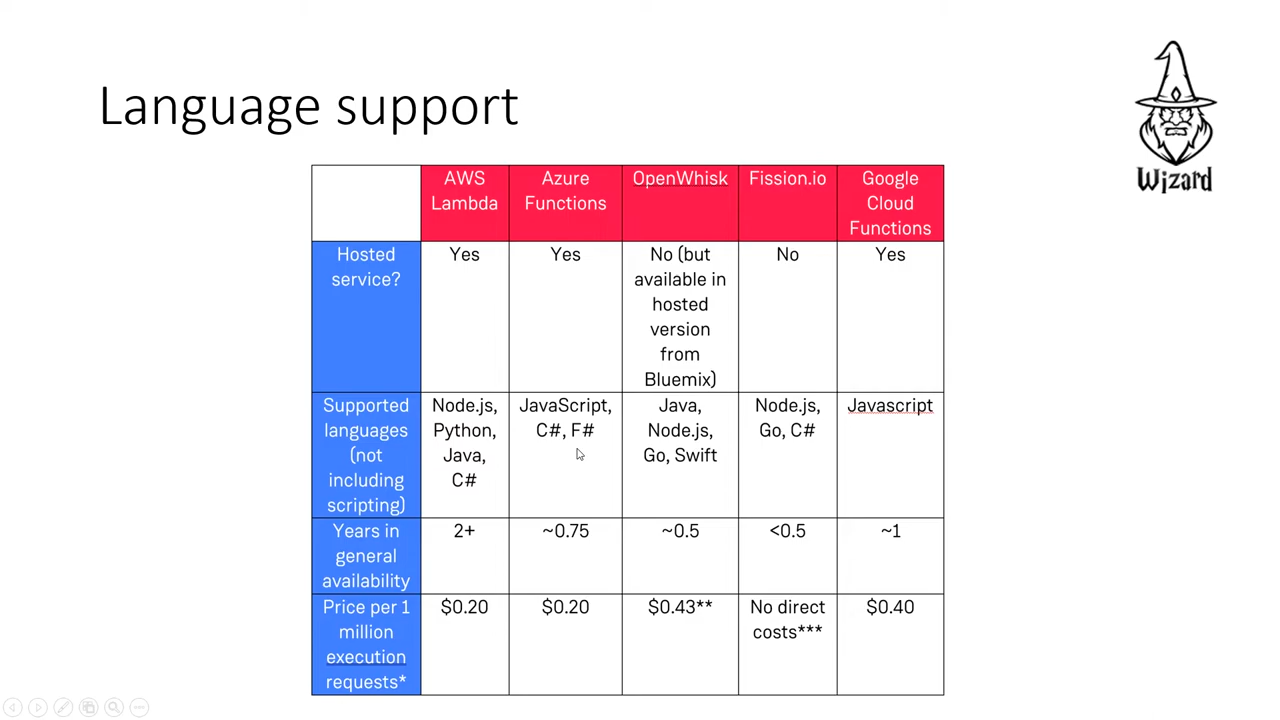 Language support
Wizard
AWS
Lambda
Azure
Functions
OpenWhisk
Fission.io
Google
Cloud
Functions
Hosted
service?
Yes
Yes
No (but
available in
hosted
version
from
Bluemix)
No
Yes
Supported
languages
(not
including
scripting)
Node.js,
Python,
Java,
C#
JavaScript,
C#, F#
Java,
Node.js,
Go, Swift
Node.js,
Go, C#
Javascript
Years in
general
availability
2+
~0.75
~0.5
<0.5
~1
Price per 1
million
execution
requests*
$0.20
$0.20
$0.43**
No direct
costs***
$0.40